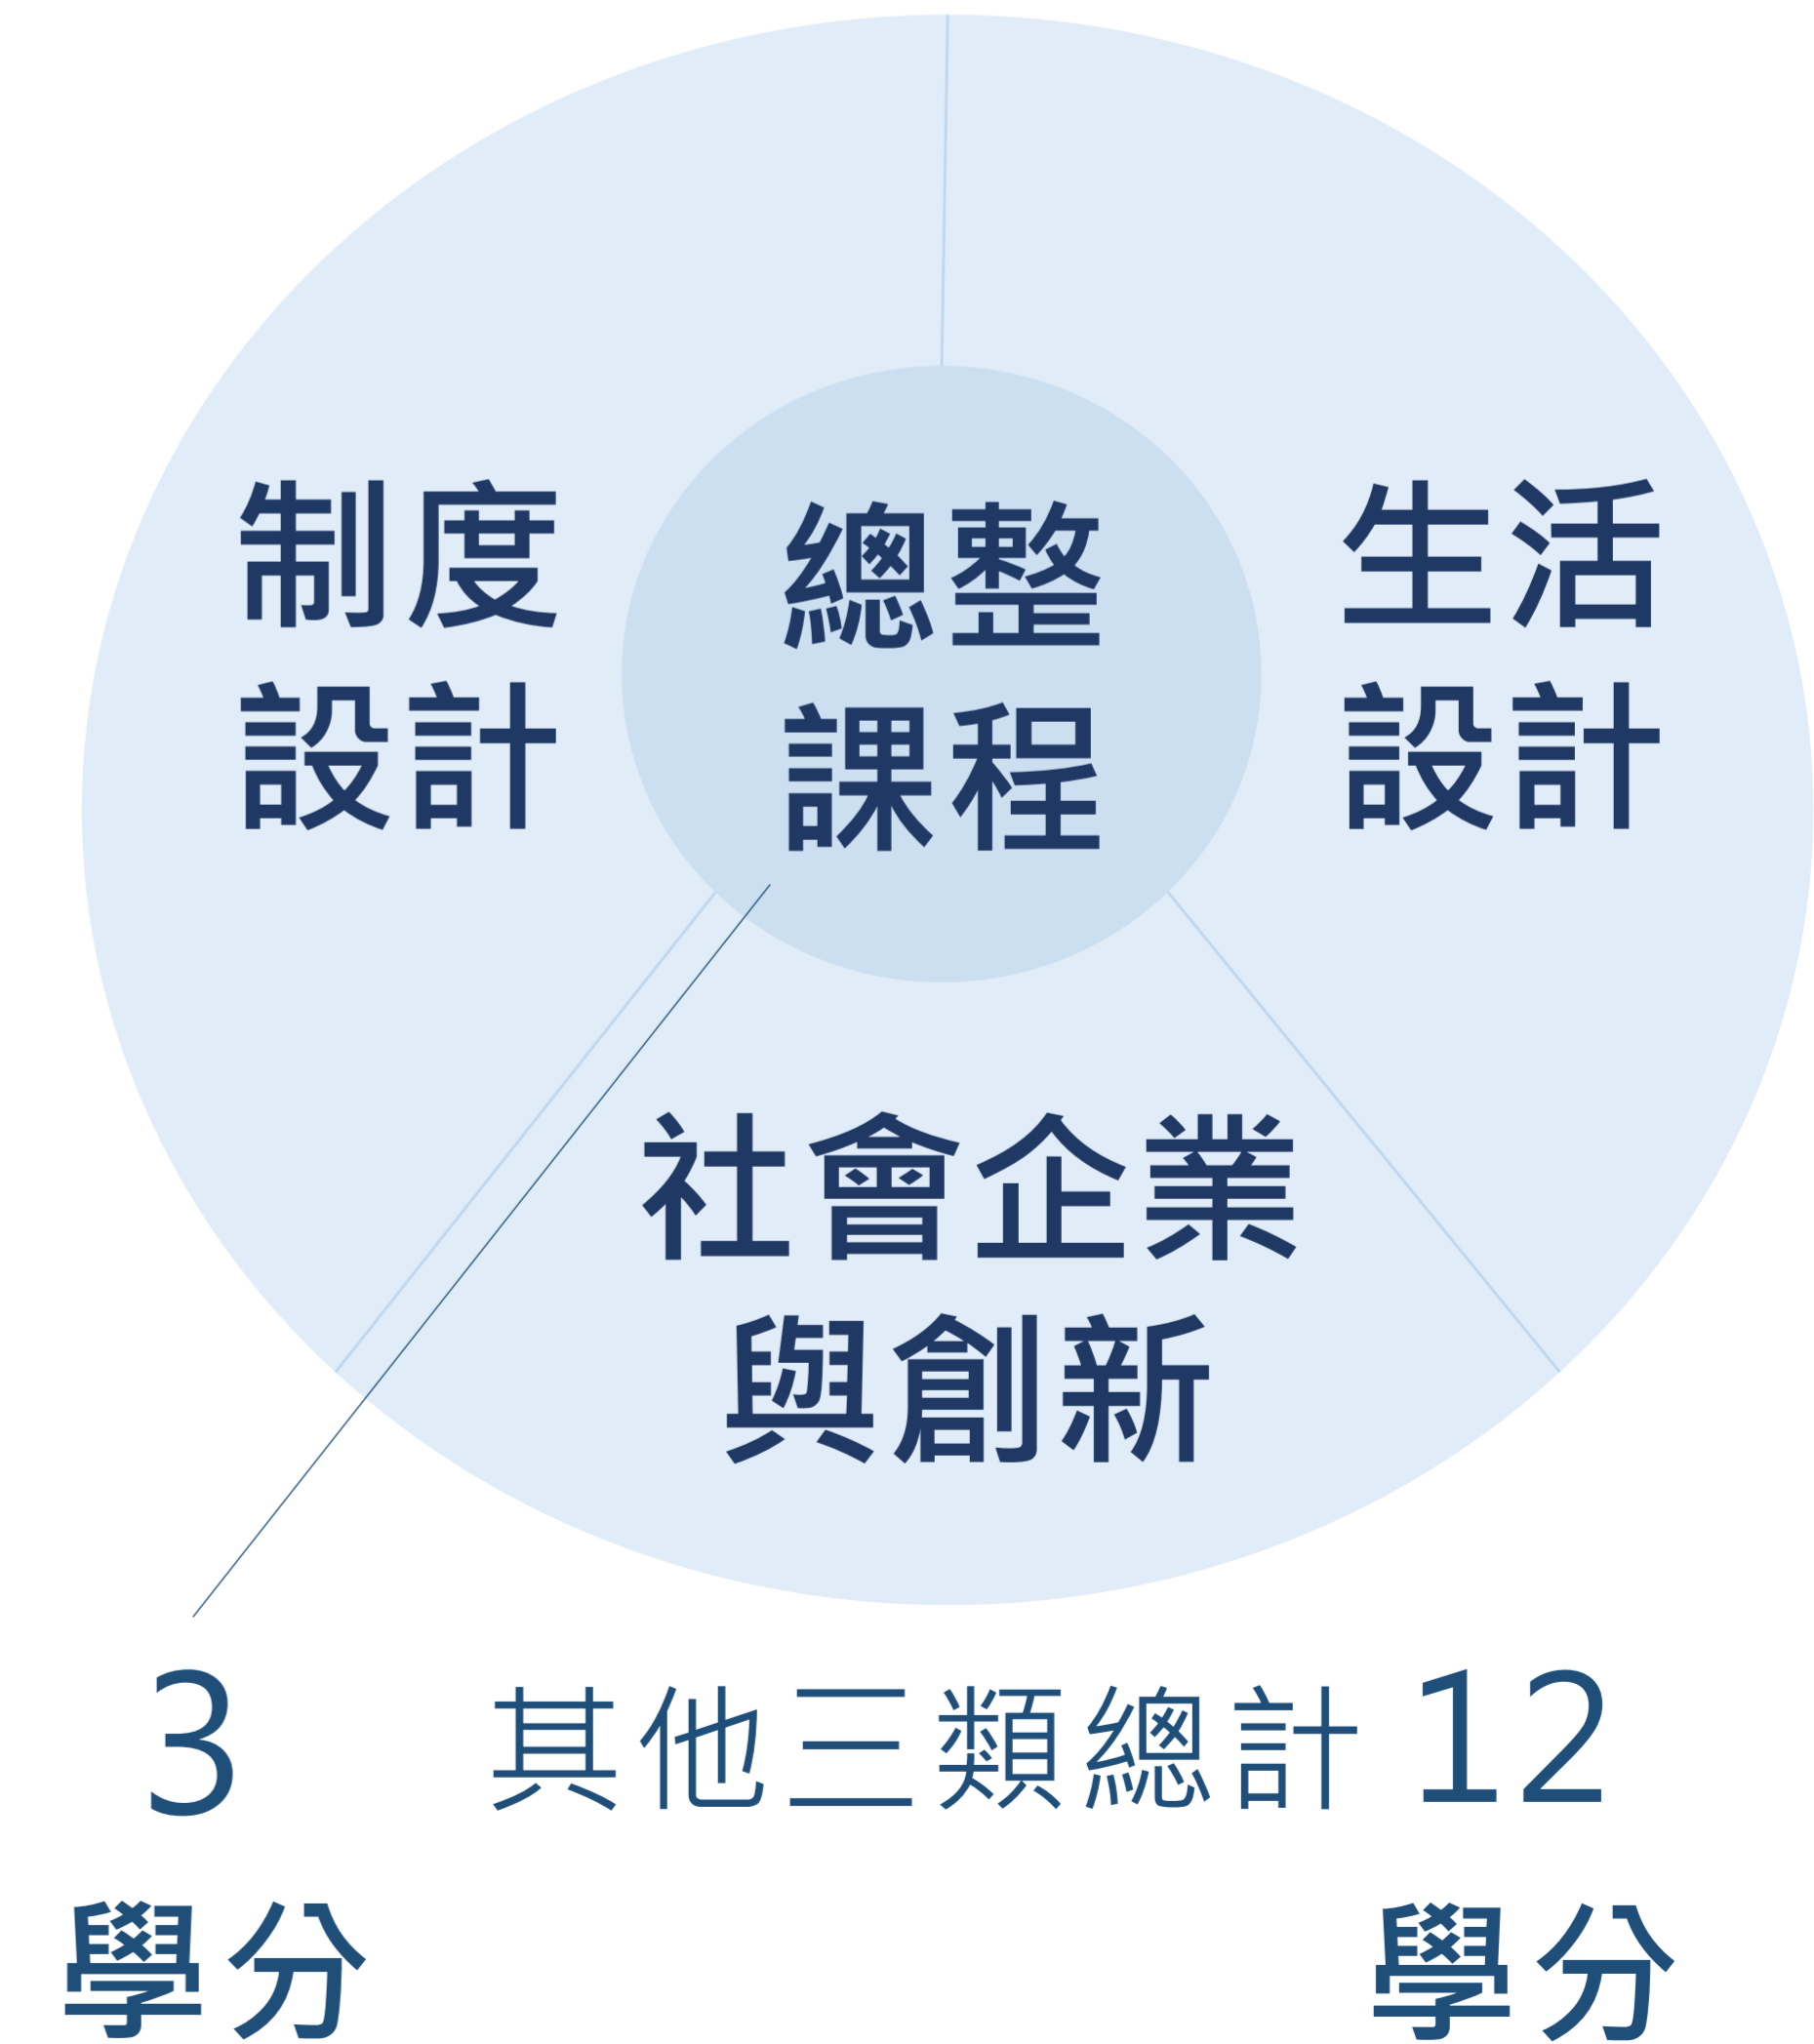 制度
設計
總整
課程
生活
設計
社會企業
與創新
3 其他三類總計 12
學分 學分